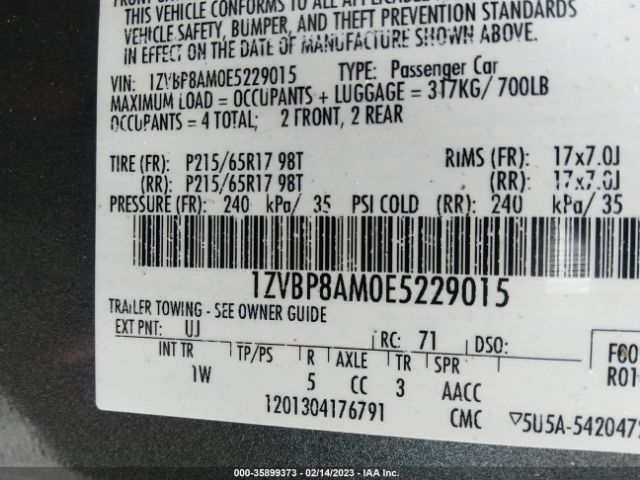 THIS VEHICLE CONFORMS TO ALL APPLICABLE
VEHICLE SAFETY, BUMPER, AND THEFT PREVENTION STANDARDS
IN EFFECT ON THE DATE OF MANUFACTURE SHOWN ABOVE.
VIN: 1ZVBP8AM0E5229015 TYPE: Passenger Car
MAXIMUM LOAD = OCCUPANTS + LUGGAGE = 317KG/ 700LB
OCCUPANTS = 4 TOTAL; 2 FRONT, 2 REAR
TIRE (FR): P215/65R17 98T RIMS (FR): 17x7.0J
(RR): P215/65R17 98T (RR): 17x7.0J
PRESSURE (FR): 240 kPa/ 35 PSI COLD (RR): 240 kPa/ 35
1ZVBP8AM0E5229015
TRAILER TOWING - SEE OWNER GUIDE
EXT PNT: UJ RC: 71 DSO:
INT TR TP/PS R AXLE TR SPR
1W 5 CC 3 AACC
1201304176791 CMC ▽5U5A-5420472
F00
R01
000-35899373 - 02/14/2023 - IAA Inc.